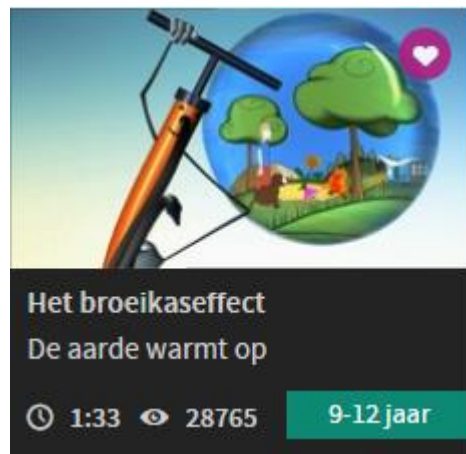 Het broeikaseffect
De aarde warmt op
1:33 28765 9-12 jaar